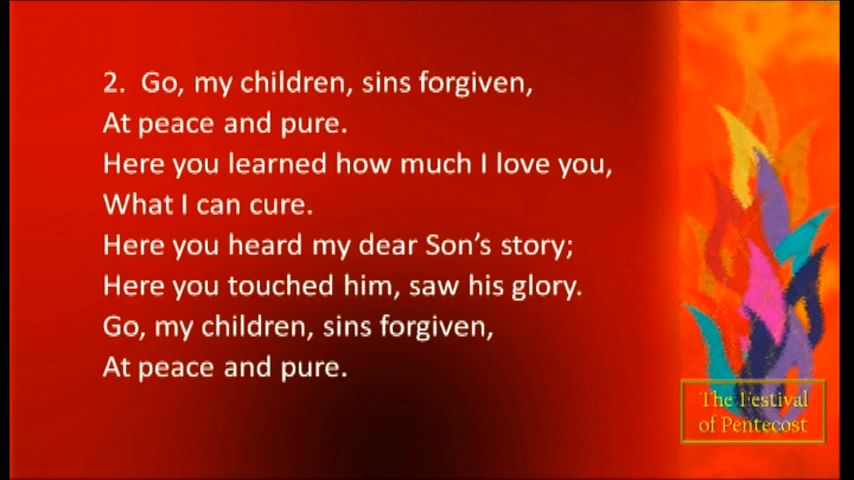 2. Go, my children, sins forgiven,
At peace and pure.
Here you learned how much I love you,
What I can cure.
Here you heard my dear Son’s story;
Here you touched him, saw his glory.
Go, my children, sins forgiven,
At peace and pure.
The Festival
of Pentecost